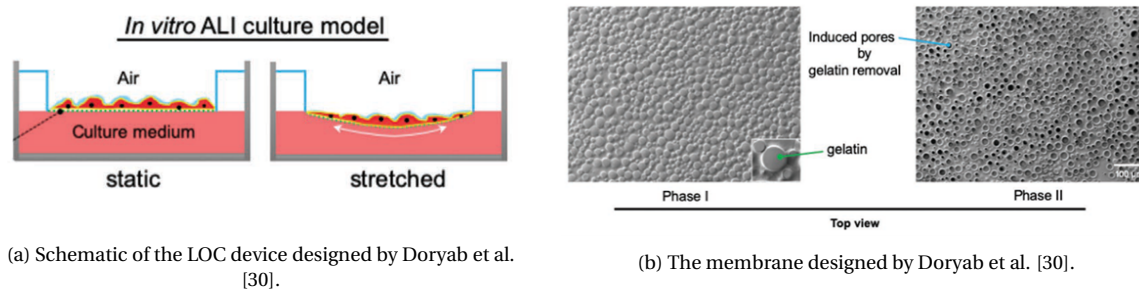 In vitro ALI culture model
Air
Air
Culture medium
static
stretched
(a) Schematic of the LOC device designed by Doryab et al.
[30].
Induced pores
by
gelatin removal
gelatin
100 µ
Phase I
Phase II
Top view
(b) The membrane designed by Doryab et al. [30].